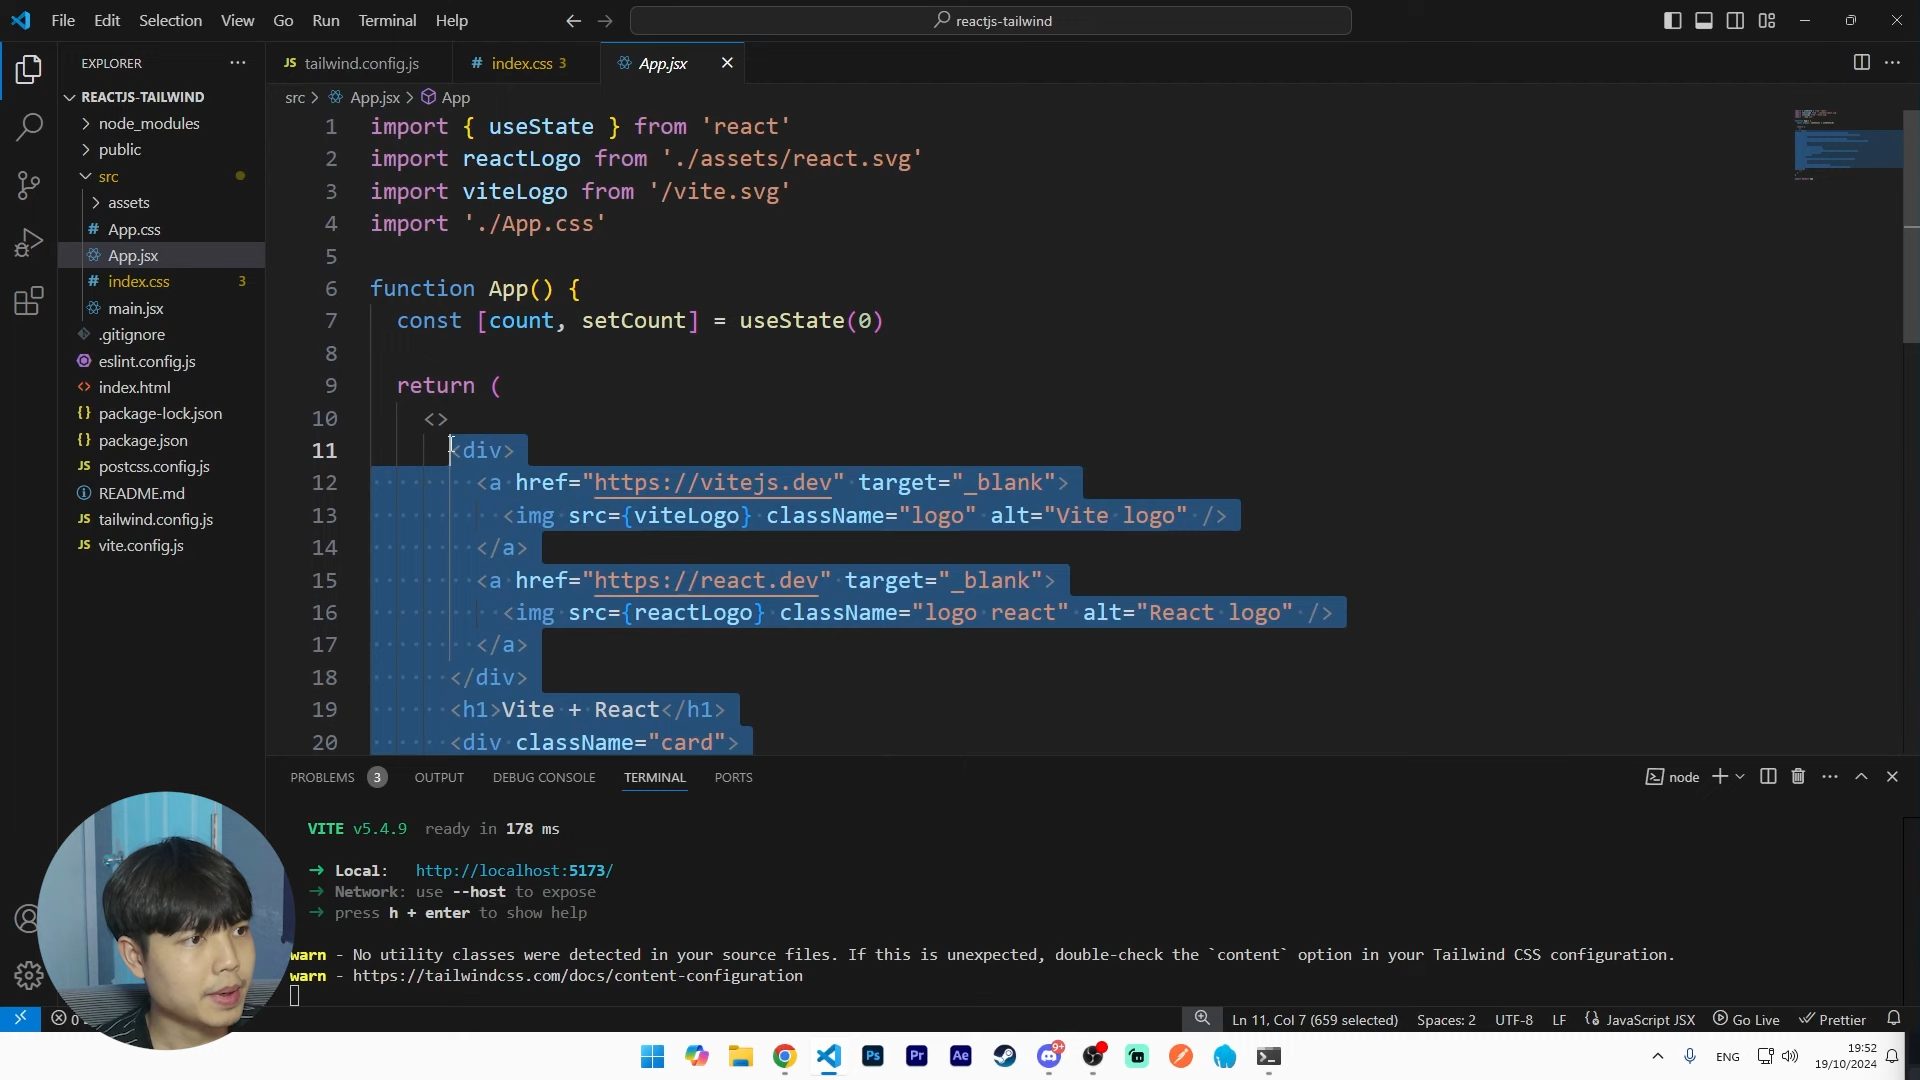 File Edit Selection View Go Run Terminal Help
reactjs-tailwind
EXPLORER
REACTJS-TAILWIND
node_modules
public
src
assets
App.css
App.jsx
index.css 3
main.jsx
.gitignore
eslint.config.js
index.html
package-lock.json
package.json
postcss.config.js
README.md
tailwind.config.js
vite.config.js
tailwind.config.js
index.css 3
App.jsx
src > App.jsx > App
1 import { useState } from 'react'
2 import reactLogo from './assets/react.svg'
3 import viteLogo from '/vite.svg'
4 import './App.css'
5
6 function App() {
7 const [count, setCount] = useState(0)
8
9 return (
10 <>
11 <div>
12 <a href="https://vitejs.dev" target="_blank">
13 <img src={viteLogo} className="logo" alt="Vite logo" />
14 </a>
15 <a href="https://react.dev" target="_blank">
16 <img src={reactLogo} className="logo react" alt="React logo" />
17 </a>
18 </div>
19 <h1>Vite + React</h1>
20 <div className="card">
PROBLEMS 3 OUTPUT DEBUG CONSOLE TERMINAL PORTS
node
VITE v5.4.9 ready in 178 ms
➜ Local: http://localhost:5173/
➜ Network: use --host to expose
➜ press h + enter to show help
warn - No utility classes were detected in your source files. If this is unexpected, double-check the `content` option in your Tailwind CSS configuration.
warn - https://tailwindcss.com/docs/content-configuration
0
Ln 11, Col 7 (659 selected) Spaces: 2 UTF-8 LF JavaScript JSX Go Live Prettier
Ps Pr Ae 9+
ENG
19:52
19/10/2024